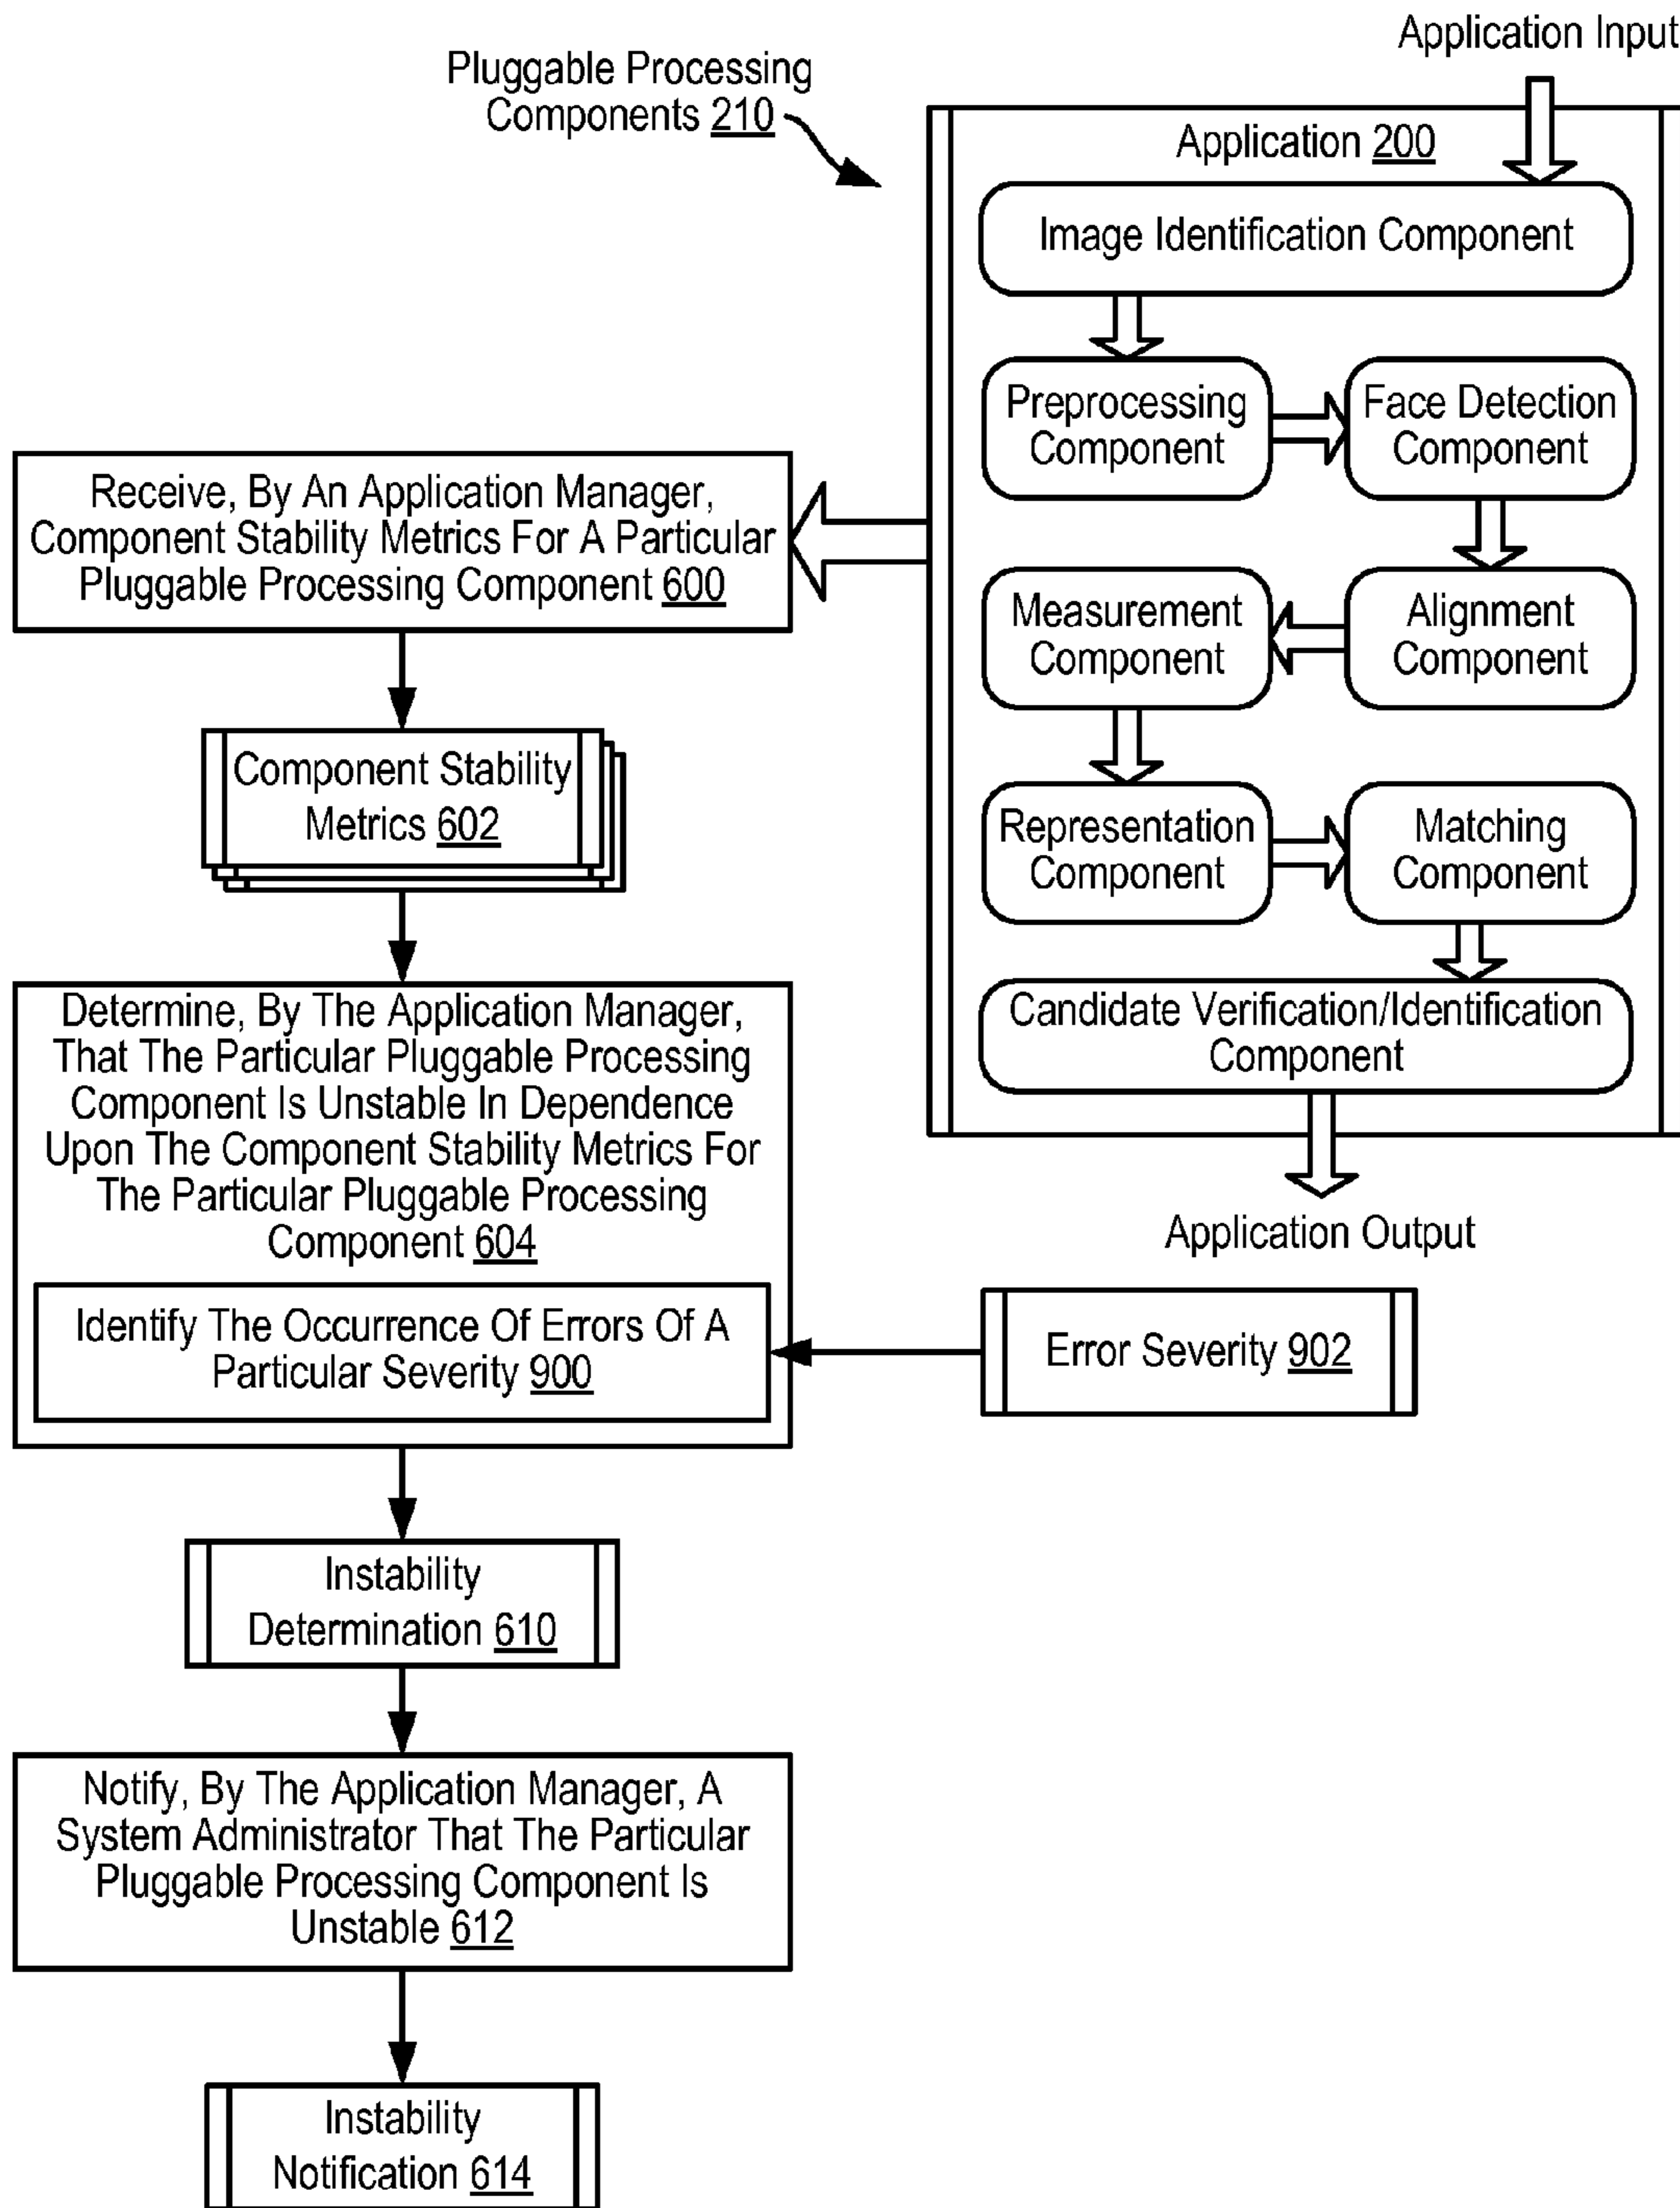 Application Input
Pluggable Processing
Components 210
Application 200
Image Identification Component
Preprocessing
Component
Face Detection
Component
Receive, By An Application Manager,
Component Stability Metrics For A Particular
Pluggable Processing Component 600
Measurement
Component
Alignment
Component
Component Stability
Metrics 602
Representation
Component
Matching
Component
Candidate Verification/Identification
Component
Application Output
Determine, By The Application Manager,
That The Particular Pluggable Processing
Component Is Unstable In Dependence
Upon The Component Stability Metrics For
The Particular Pluggable Processing
Component 604
Identify The Occurrence Of Errors Of A
Particular Severity 900
Error Severity 902
Instability
Determination 610
Notify, By The Application Manager, A
System Administrator That The Particular
Pluggable Processing Component Is
Unstable 612
Instability
Notification 614